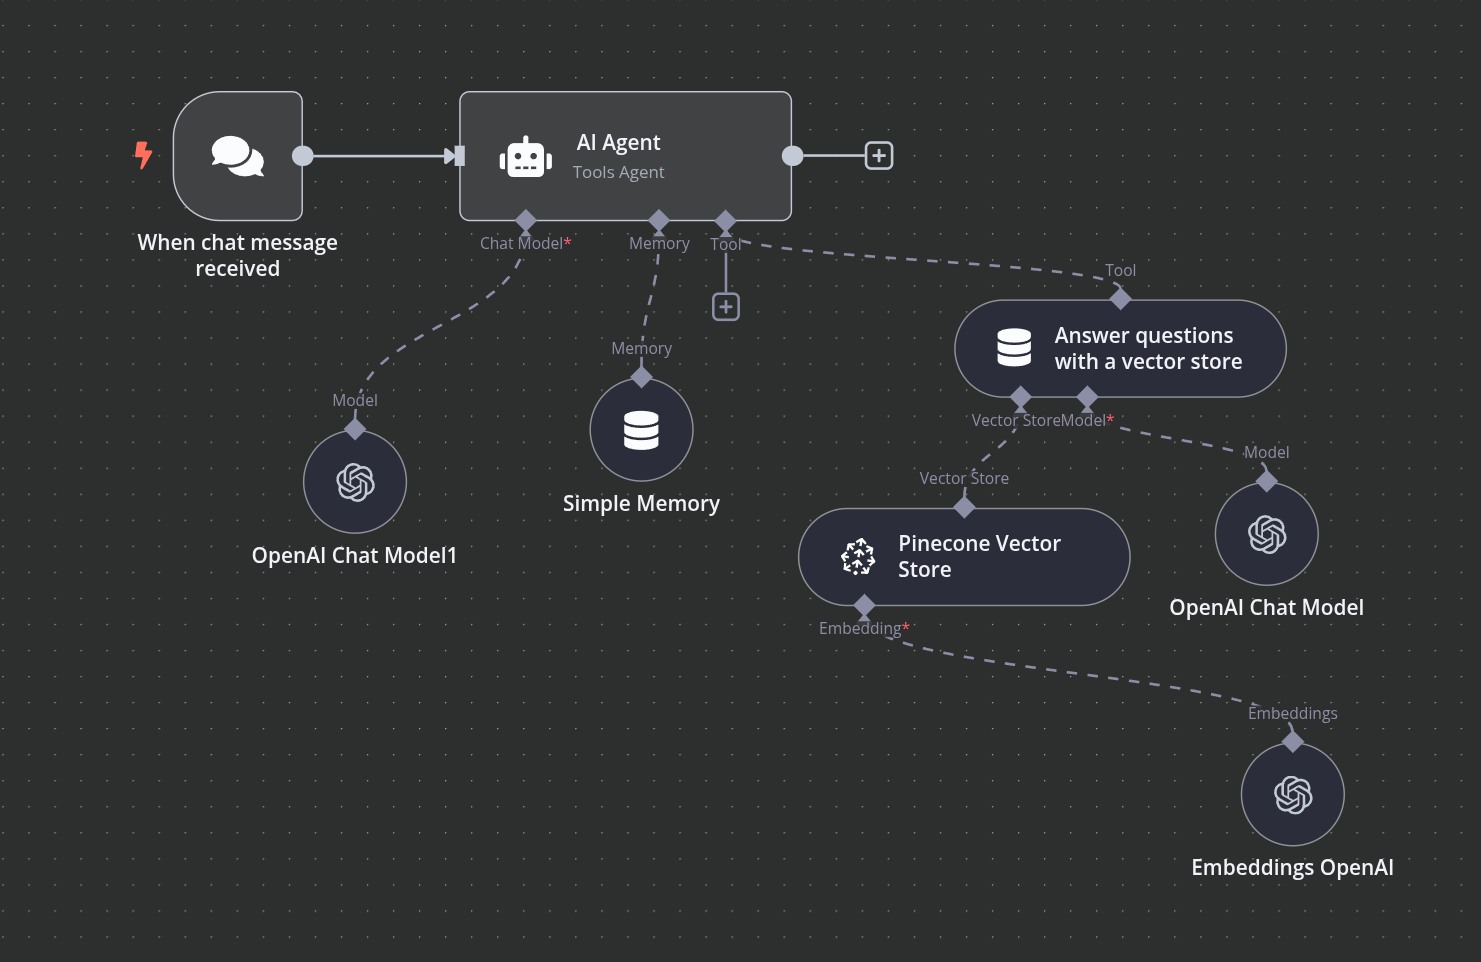 AI Agent
Tools Agent
When chat message
received
Chat Model*
Memory
Tool
Tool
Answer questions
with a vector store
Memory
Model
Vector Store
Model*
Model
Vector Store
Simple Memory
Pinecone Vector
Store
OpenAI Chat Model1
OpenAI Chat Model
Embedding*
Embeddings
Embeddings OpenAI